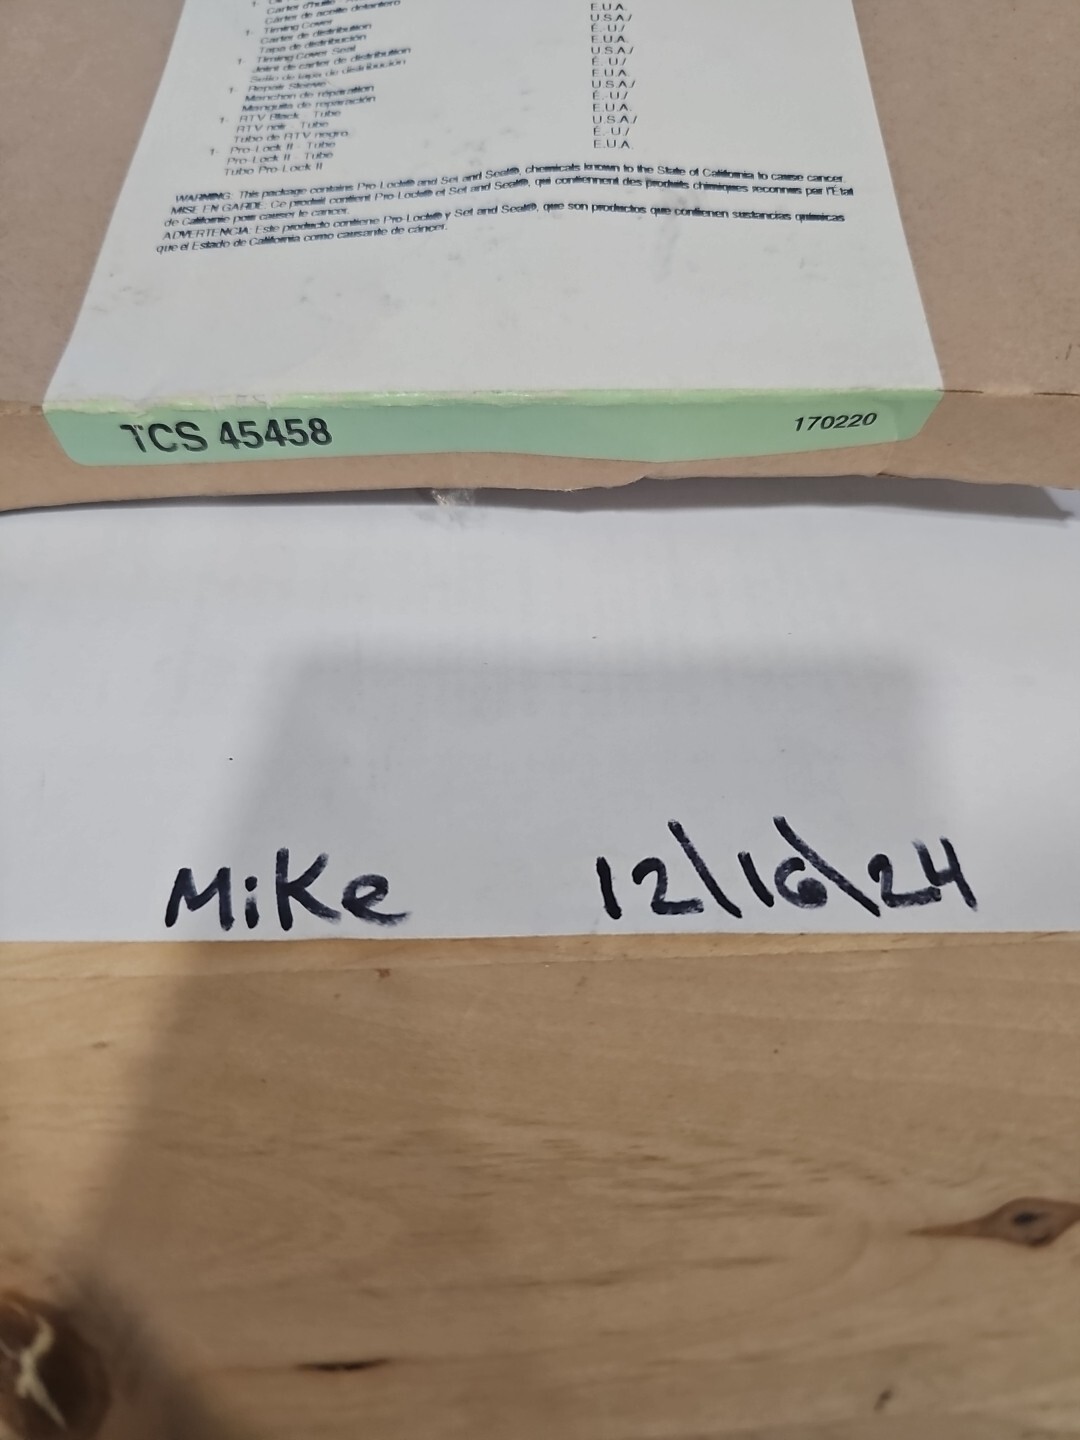 Carter d'huile
Cárter de aceite delantero
E.U.A.
1- Timing Cover
U.S.A./
Carter de distribution
É.-U./
Tapa de distribución
E.U.A.
1- Timing Cover Seal
U.S.A./
Joint de carter de distribution
É.-U./
Sello de tapa de distribución
E.U.A.
1- Repair Sleeve
U.S.A./
Manchon de réparation
É.-U./
Manguita de reparación
E.U.A.
1- RTV Black - Tube
U.S.A./
RTV noir - Tube
É.-U./
Tubo de RTV negro
E.U.A.
1- Pro-Lock II - Tube
Pro-Lock II - Tube
Tubo Pro-Lock II
WARNING: This package contains Pro-Lock® and Set and Seal®, chemicals known to the State of California to cause cancer.
MISE EN GARDE: Ce produit contient Pro-Lock® et Set and Seal®, qui contiennent des produits chimiques reconnus par l'État
de Californie pour causer le cancer.
ADVERTENCIA: Este producto contiene Pro-Lock® y Set and Seal®, que son productos que contienen sustancias químicas
que el Estado de California como causante de cáncer.
TCS 45458
170220
Mike 12\16\24